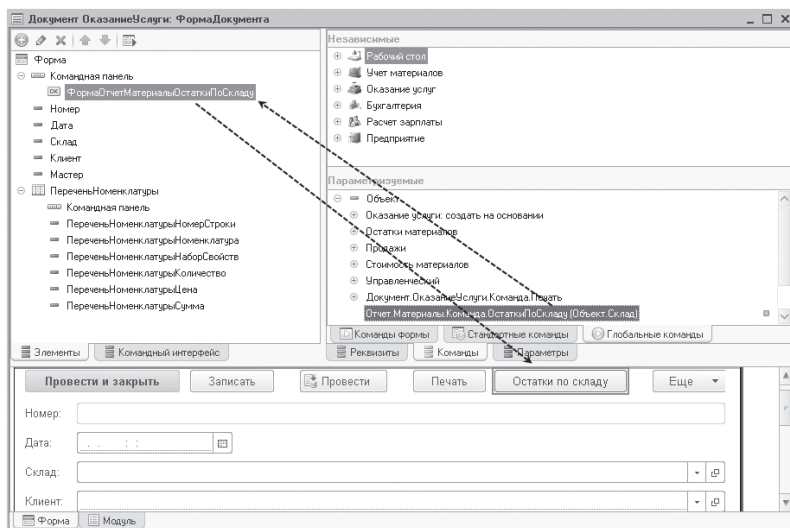 Документ ОказаниеУслуги: ФормаДокумента
Форма
Командная панель
ФормаОтчетМатериалыОстаткиПоСкладу
Номер
Дата
Склад
Клиент
Мастер
ПереченьНоменклатуры
Командная панель
ПереченьНоменклатурыНомерСтроки
ПереченьНоменклатурыНоменклатура
ПереченьНоменклатурыНаборСвойств
ПереченьНоменклатурыКоличество
ПереченьНоменклатурыЦена
ПереченьНоменклатурыСумма
Элементы
Командный интерфейс
Независимые
Рабочий стол
Учет материалов
Оказание услуг
Бухгалтерия
Расчет зарплаты
Предприятие
Параметризуемые
Объект
Оказание услуги: создать на основании
Остатки материалов
Продажи
Стоимость материалов
Управленческий
Документ.ОказаниеУслуги.Команда.Печать
Отчет.Материалы.Команда.ОстаткиПоСкладу (Объект.Склад)
Команды формы
Стандартные команды
Глобальные команды
Реквизиты
Команды
Параметры
Провести и закрыть
Записать
Провести
Печать
Остатки по складу
Еще
Номер:
Дата:
. . : :
Склад:
Клиент:
Форма
Модуль